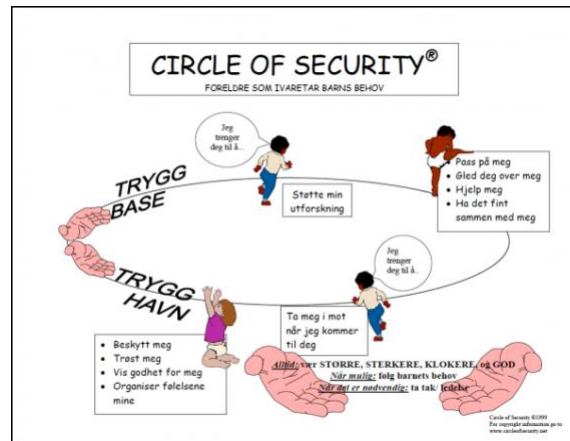 CIRCLE OF SECURITY®
FORELDRE SOM IVARETAR BARNS BEHOV
Jeg
trenger
deg til å..
TRYGG
BASE
Støtte min
utforskning
• Pass på meg
• Gled deg over meg
• Hjelp meg
• Ha det fint
sammen med meg
Jeg
trenger
deg til å..
TRYGG
HAVN
Ta meg i mot
når jeg kommer
til deg
• Beskytt meg
• Trøst meg
• Vis godhet for meg
• Organiser følelsene
mine
Alltid: vær STØRRE, STERKERE, KLOKERE, og GOD
Når mulig: følg barnets behov
Når det er nødvendig: ta tak/ ledelse
Circle of Security ©1999
For copyright information go to
www.circleofsecurity.net